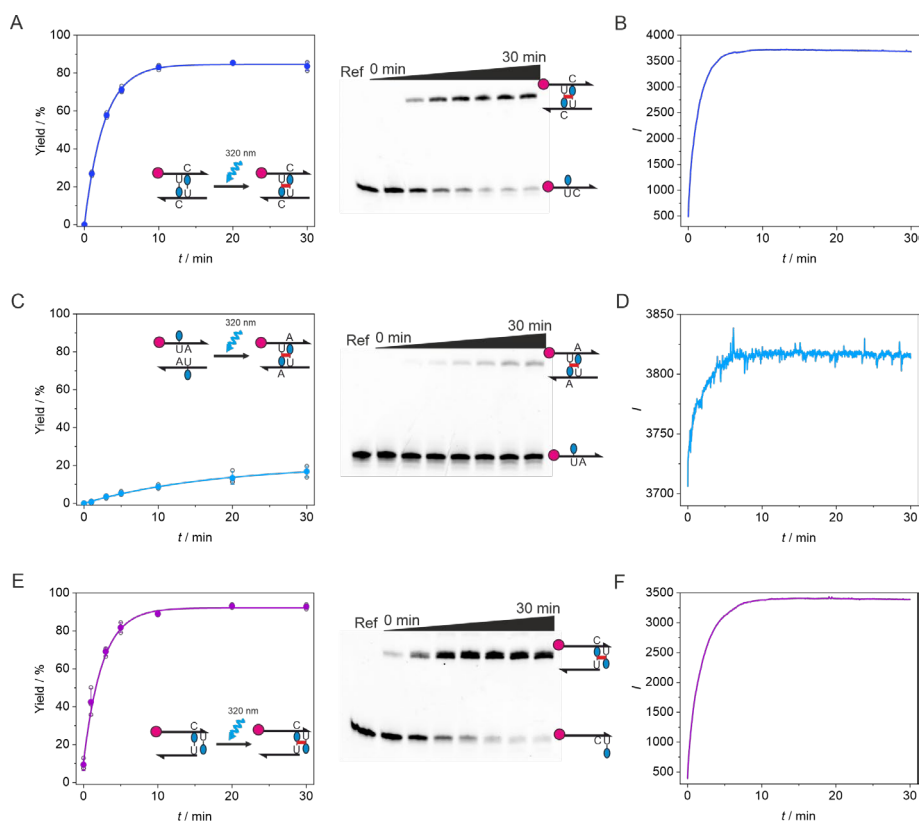 A
Yield / %
100
80
60
40
20
0
0 10 20 30
t / min
320 nm
C
U
U
C
C
U
U
C
Ref 0 min 30 min
C
U
U
C
U C
B
I
4000
3500
3000
2500
2000
1500
1000
500
0 10 20 30
t / min
C
Yield / %
100
80
60
40
20
0
0 10 20 30
t / min
320 nm
UA
AU
A
U
U
A
Ref 0 min 30 min
A
U
U
A
UA
D
I
3850
3800
3750
3700
0 10 20 30
t / min
E
Yield / %
100
80
60
40
20
0
0 10 20 30
t / min
320 nm
C
U
U
C
U
U
Ref 0 min 30 min
C
U
U
CU
F
I
3500
3000
2500
2000
1500
1000
500
0 10 20 30
t / min